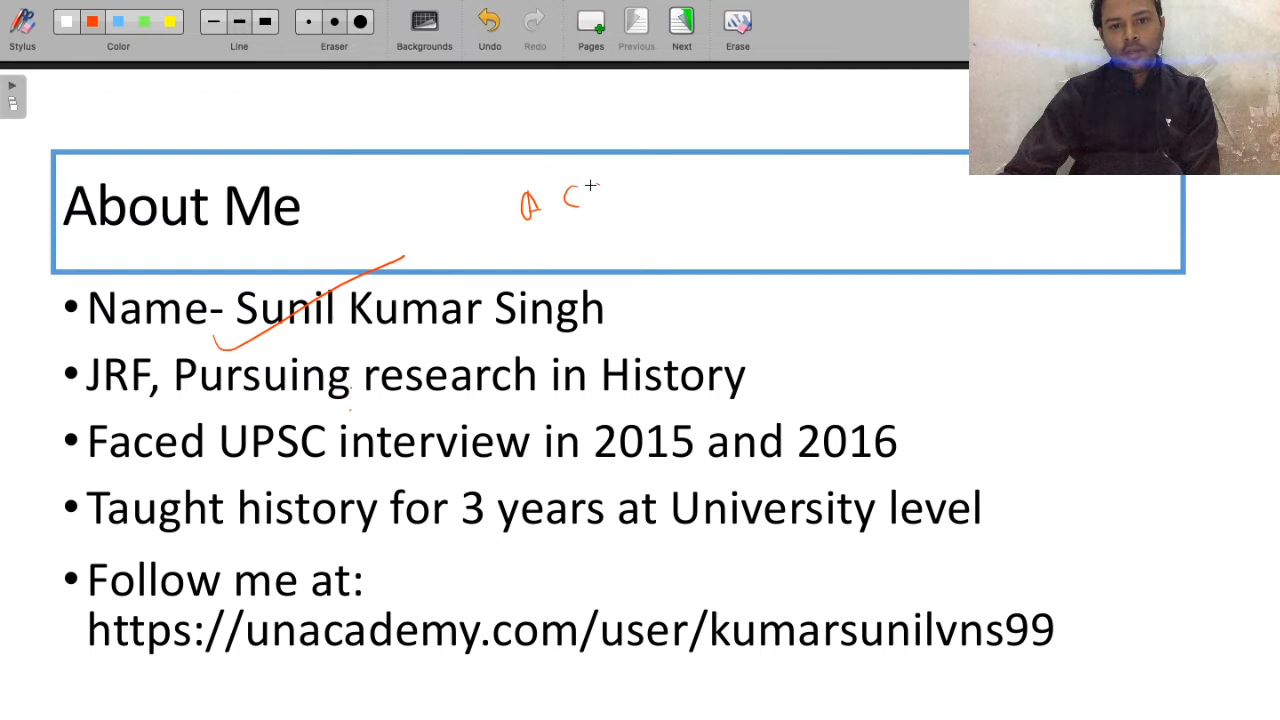 Stylus
Color
Line
Eraser
Backgrounds
Undo
Redo
Pages
Previous
Next
Erase
About Me
A C
• Name- Sunil Kumar Singh
• JRF, Pursuing research in History
• Faced UPSC interview in 2015 and 2016
• Taught history for 3 years at University level
• Follow me at:
https://unacademy.com/user/kumarsunilvns99